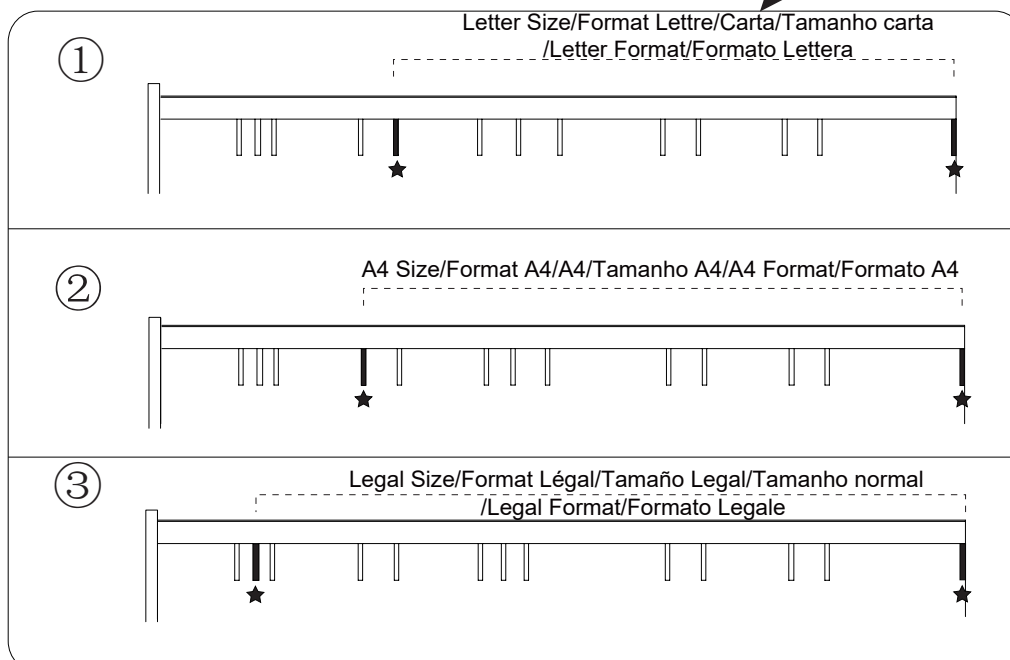 ①
Letter Size/Format Lettre/Carta/Tamanho carta
/Letter Format/Formato Lettera
②
A4 Size/Format A4/A4/Tamanho A4/A4 Format/Formato A4
③
Legal Size/Format Légal/Tamaño Legal/Tamanho normal
/Legal Format/Formato Legale